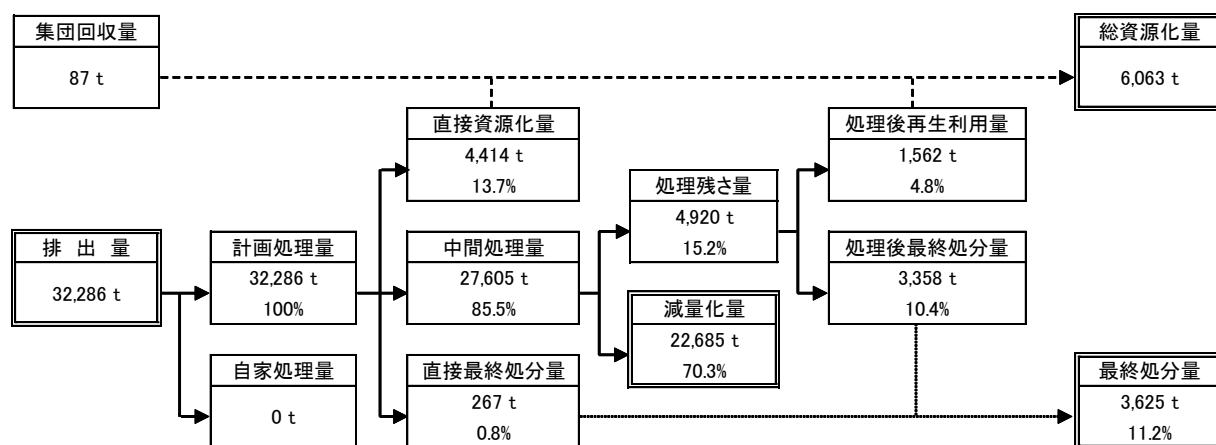 集団回収量
87 t
総資源化量
6,063 t
直接資源化量
4,414 t
13.7%
処理後再生利用量
1,562 t
4.8%
処理残さ量
4,920 t
15.2%
排 出 量
32,286 t
計画処理量
32,286 t
100%
中間処理量
27,605 t
85.5%
処理後最終処分量
3,358 t
10.4%
減量化量
22,685 t
70.3%
自家処理量
0 t
直接最終処分量
267 t
0.8%
最終処分量
3,625 t
11.2%